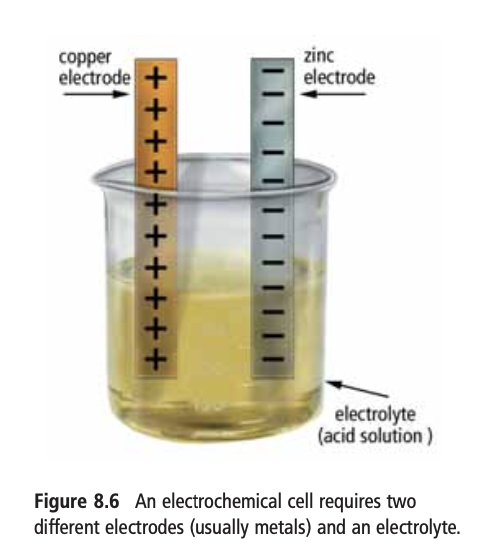 copper
electrode
zinc
electrode
electrolyte
(acid solution )
Figure 8.6 An electrochemical cell requires two
different electrodes (usually metals) and an electrolyte.